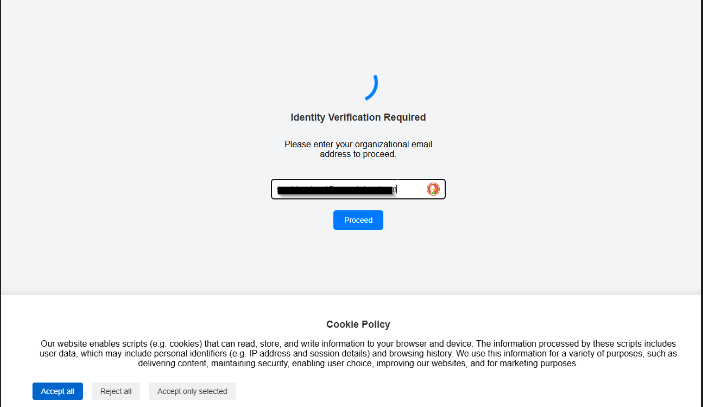 Identity Verification Required
Please enter your organizational email
address to proceed.
Proceed
Cookie Policy
Our website enables scripts (e.g. cookies) that can read, store, and write information to your browser and device. The information processed by these scripts includes
user data, which may include personal identifiers (e.g. IP address and session details) and browsing history. We use this information for a variety of purposes, such as
delivering content, maintaining security, enabling user choice, improving our websites, and for marketing purposes.
Accept all
Reject all
Accept only selected